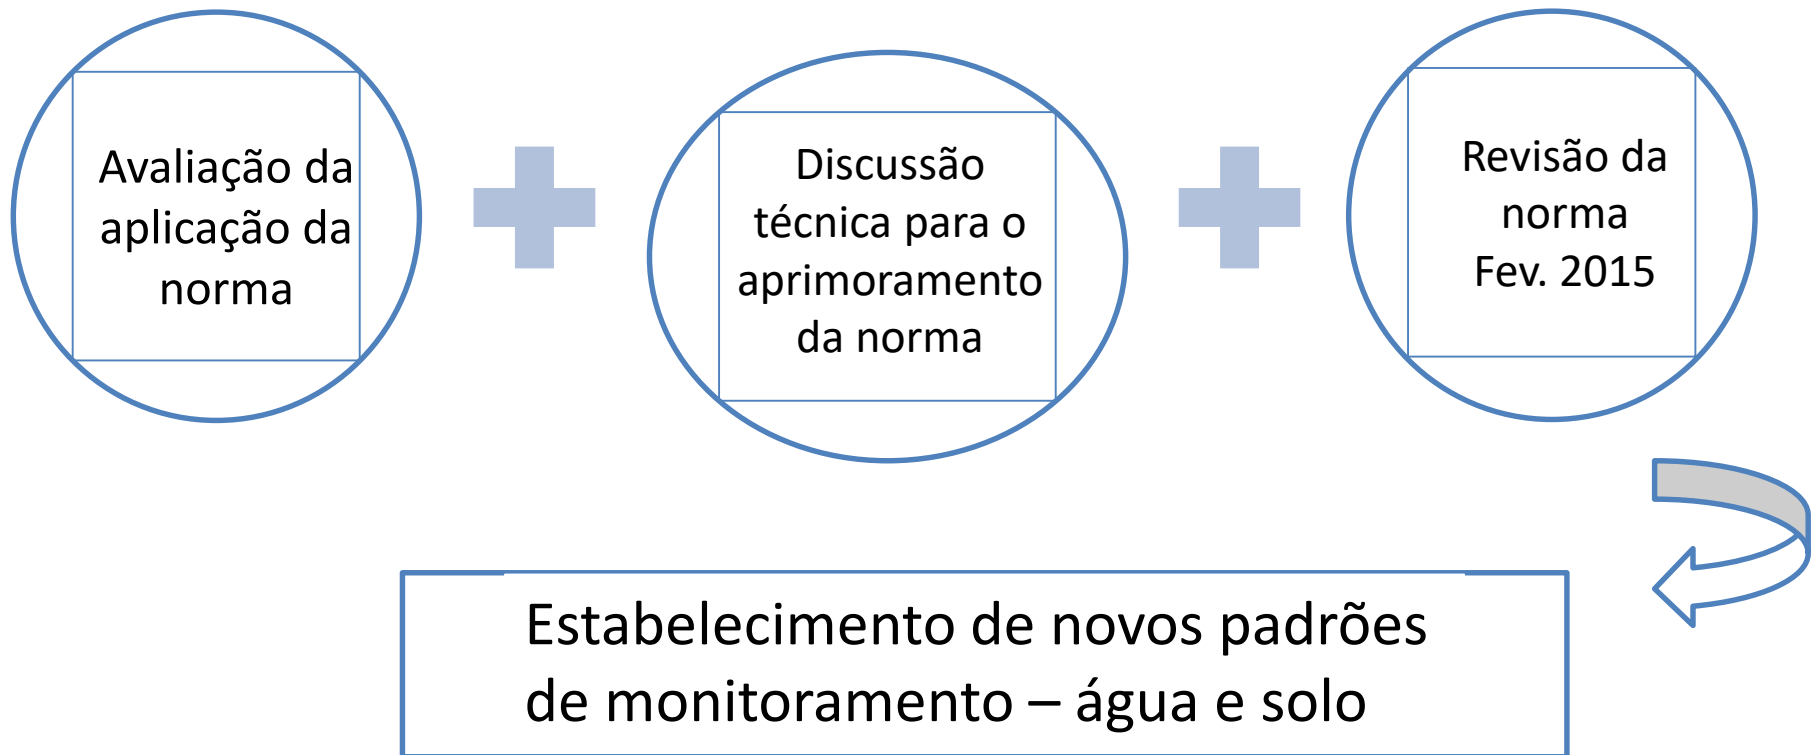 Avaliação da
aplicação da
norma
Discussão
técnica para o
aprimoramento
da norma
Revisão da
norma
Fev. 2015
Estabelecimento de novos padrões
de monitoramento – água e solo